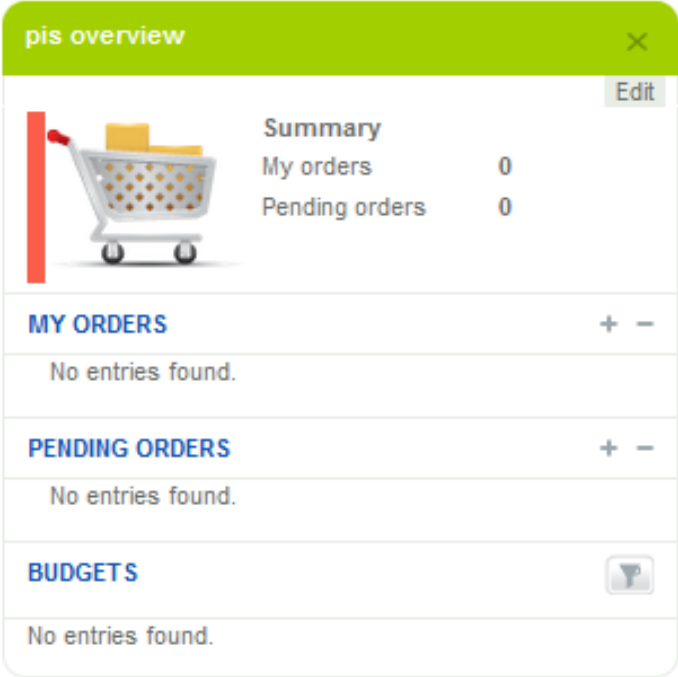 pis overview
Edit
Summary
My orders 0
Pending orders 0
MY ORDERS
No entries found.
PENDING ORDERS
No entries found.
BUDGETS
No entries found.